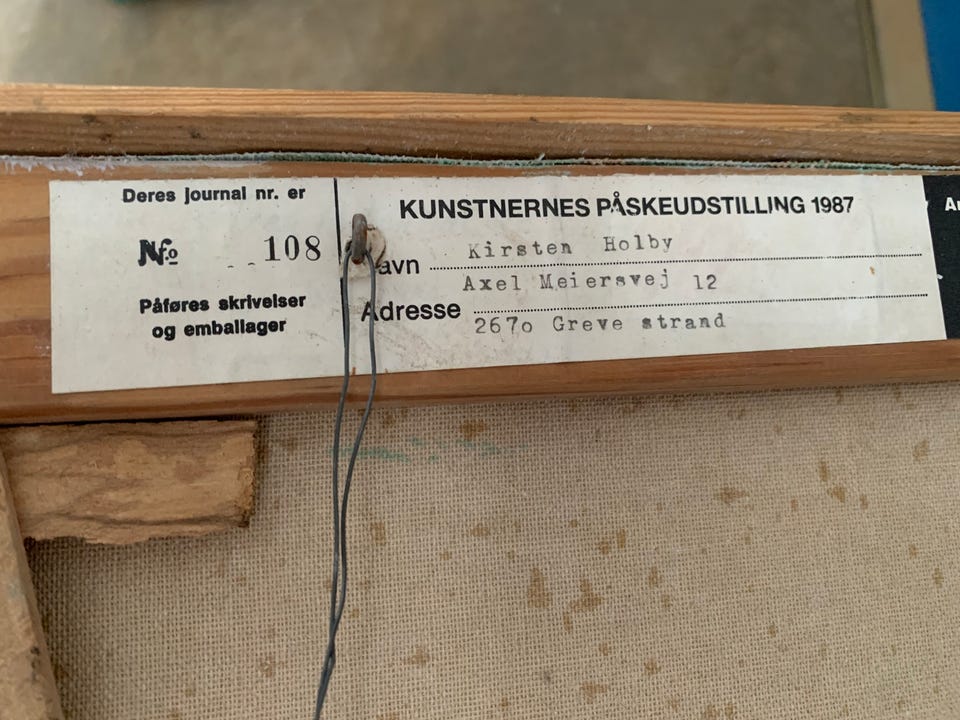 Deres journal nr. er
No 108
Påføres skrivelser
og emballager
KUNSTNERNES PÅSKEUDSTILLING 1987
Navn Kirsten Holby
Adresse Axel Meiersvej 12
267o Greve strand